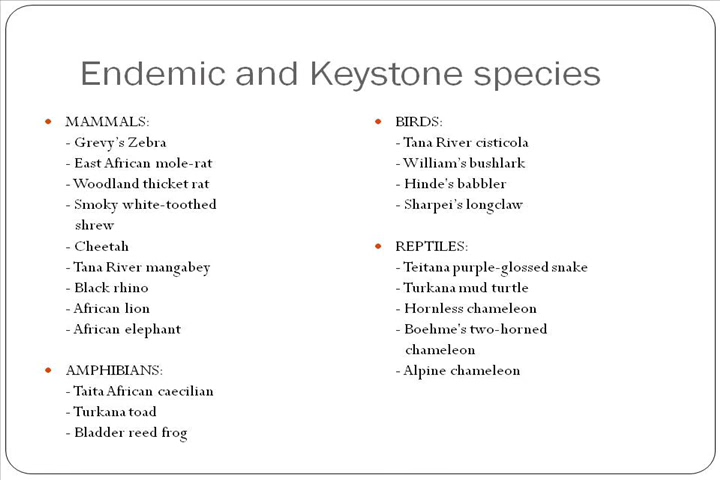 Endemic and Keystone species
• MAMMALS:
- Grevy's Zebra
- East African mole-rat
- Woodland thicket rat
- Smoky white-toothed
shrew
- Cheetah
- Tana River mangabey
- Black rhino
- African lion
- African elephant
• AMPHIBIANS:
- Taita African caecilian
- Turkana toad
- Bladder reed frog
• BIRDS:
- Tana River cisticola
- William's bushlark
- Hinde's babbler
- Sharpei's longclaw
• REPTILES:
- Teitana purple-glossed snake
- Turkana mud turtle
- Hornless chameleon
- Boehme's two-horned
chameleon
- Alpine chameleon